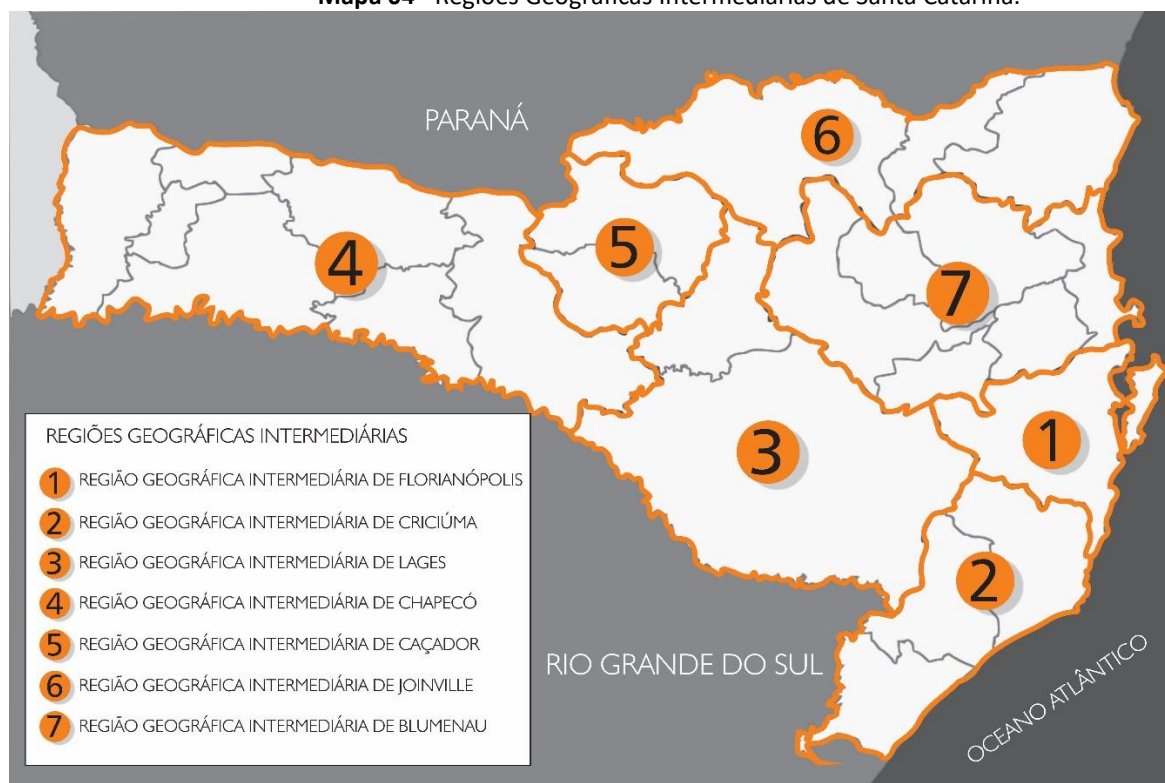 Mapa 04 - Regiões Geográficas Intermediárias de Santa Catarina.
PARANÁ
6
5
4
7
3
1
2
RIO GRANDE DO SUL
OCEANO ATLÂNTICO
REGIÕES GEOGRÁFICAS INTERMEDIÁRIAS
1 REGIÃO GEOGRÁFICA INTERMEDIÁRIA DE FLORIANÓPOLIS
2 REGIÃO GEOGRÁFICA INTERMEDIÁRIA DE CRICIÚMA
3 REGIÃO GEOGRÁFICA INTERMEDIÁRIA DE LAGES
4 REGIÃO GEOGRÁFICA INTERMEDIÁRIA DE CHAPECÓ
5 REGIÃO GEOGRÁFICA INTERMEDIÁRIA DE CAÇADOR
6 REGIÃO GEOGRÁFICA INTERMEDIÁRIA DE JOINVILLE
7 REGIÃO GEOGRÁFICA INTERMEDIÁRIA DE BLUMENAU